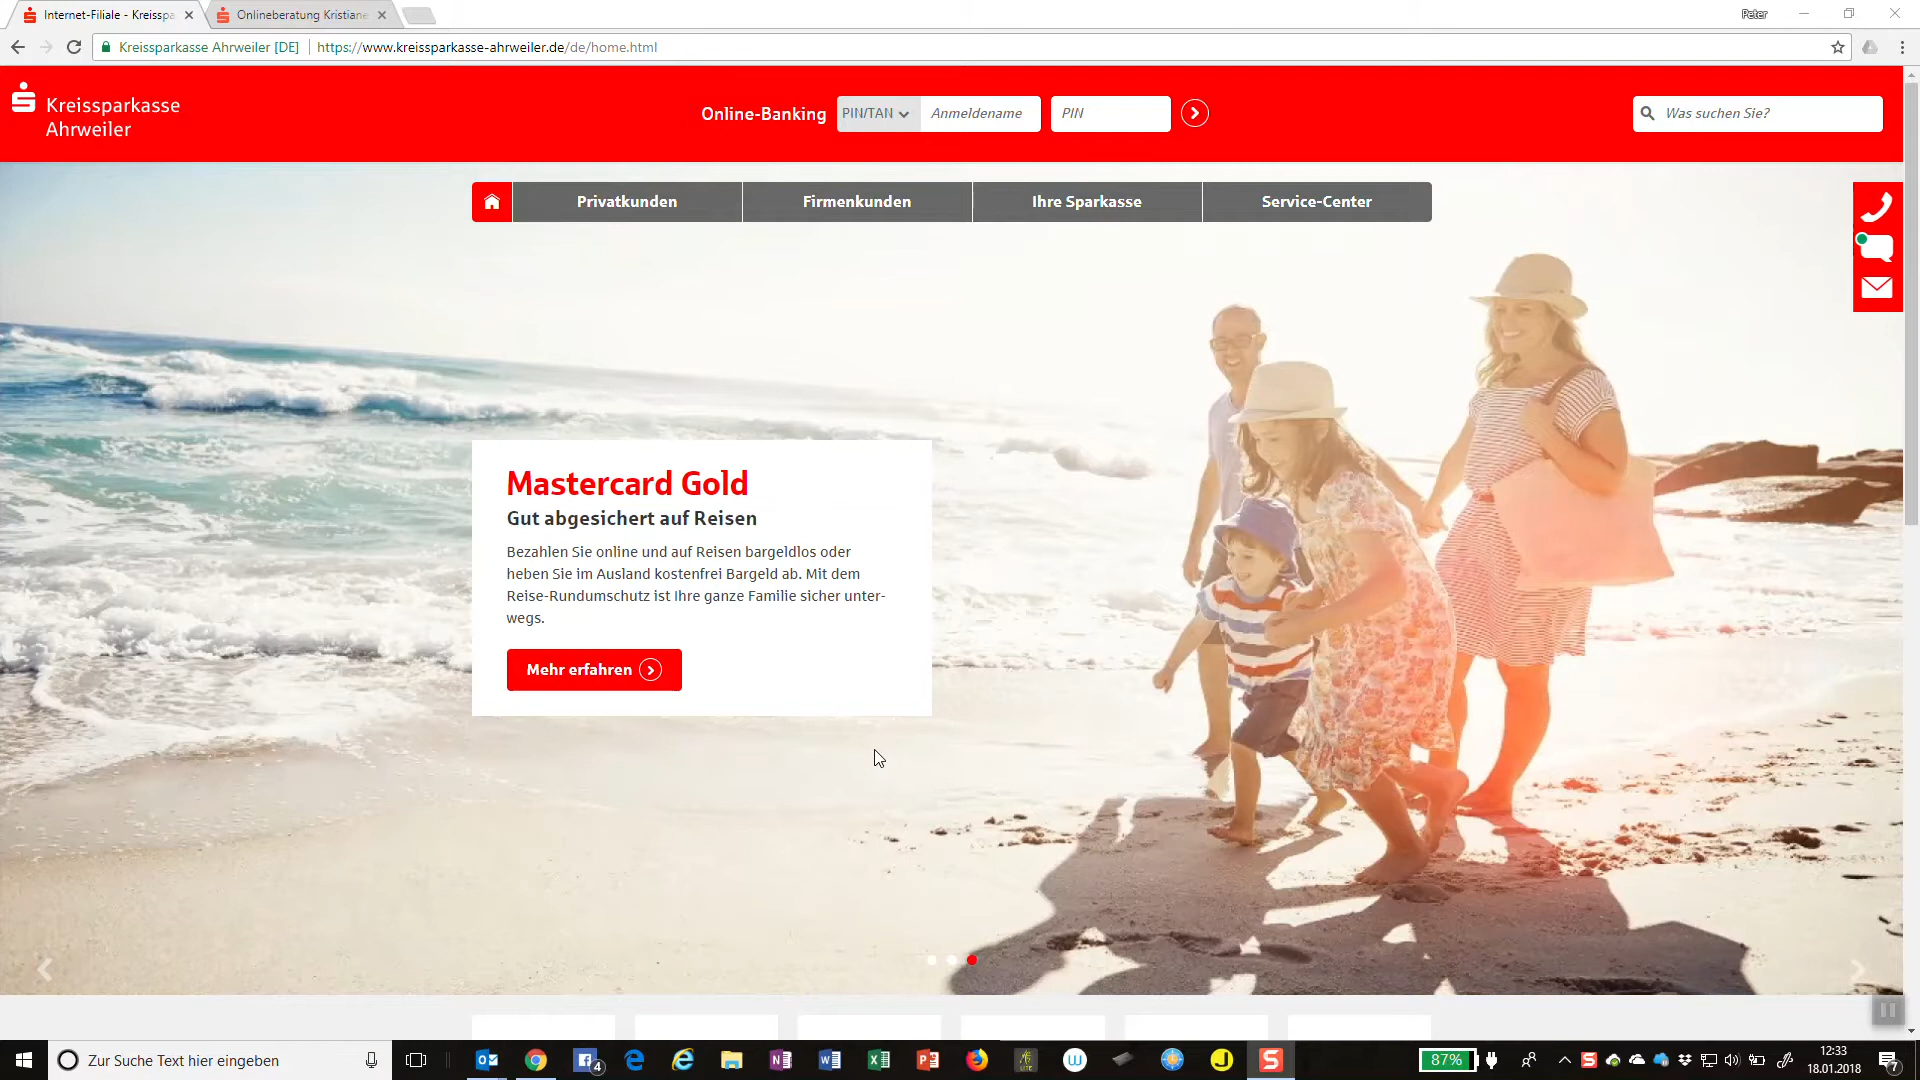 Internet-Filiale - Kreisspa
Onlineberatung Kristiane
Peter
Kreissparkasse Ahrweiler [DE]
https://www.kreissparkasse-ahrweiler.de/de/home.html
Kreissparkasse
Ahrweiler
Online-Banking
PIN/TAN
Anmeldename
PIN
Was suchen Sie?
Privatkunden
Firmenkunden
Ihre Sparkasse
Service-Center
Mastercard Gold
Gut abgesichert auf Reisen
Bezahlen Sie online und auf Reisen bargeldlos oder
heben Sie im Ausland kostenfrei Bargeld ab. Mit dem
Reise-Rundumschutz ist Ihre ganze Familie sicher unter-
wegs.
Mehr erfahren
Zur Suche Text hier eingeben
4
87%
12:33
18.01.2018
7